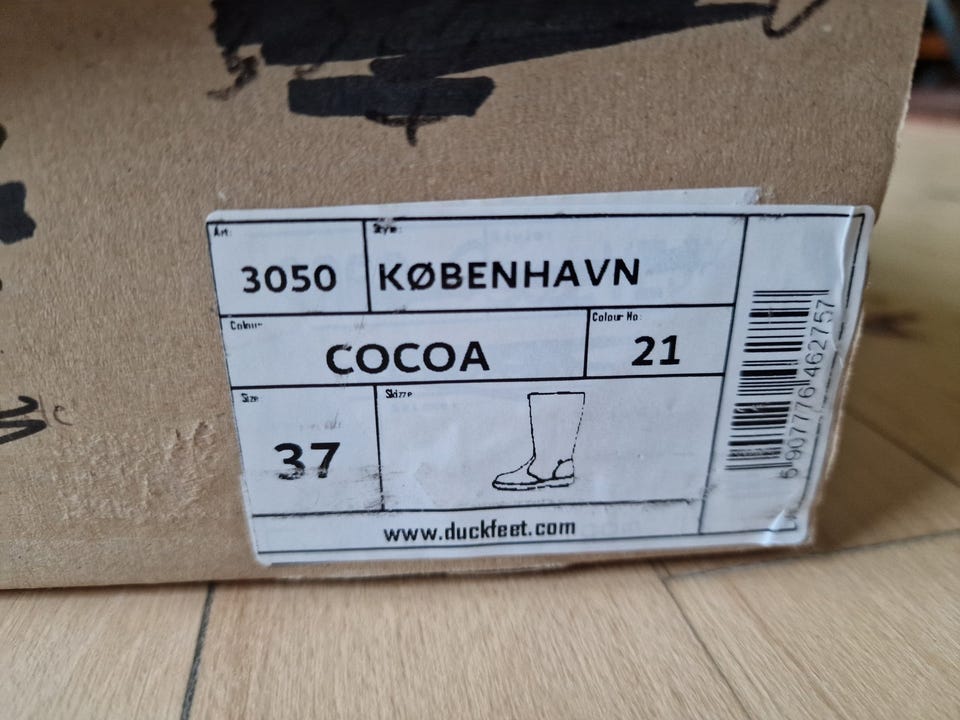 Art: Style:
3050 KØBENHAVN
Colour Colour No:
COCOA 21
Size Skizze
37
www.duckfeet.com
5907776462757